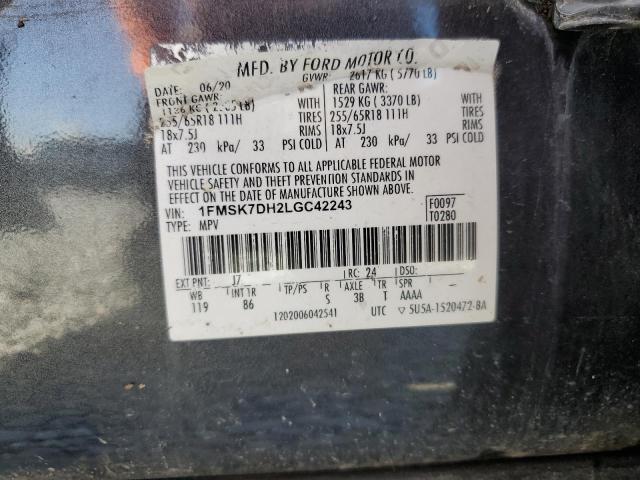 MFD. BY FORD MOTOR CO.
DATE: 06/20 GVWR: 2617 KG ( 5770 LB)
FRONT GAWR: REAR GAWR:
KG ( LB) WITH 1529 KG ( 3370 LB) WITH
255/65R18 111H TIRES 255/65R18 111H TIRES
18x7.5J RIMS 18x7.5J RIMS
AT 230 kPa/ 33 PSI COLD AT 230 kPa/ 33 PSI COLD
THIS VEHICLE CONFORMS TO ALL APPLICABLE FEDERAL MOTOR
VEHICLE SAFETY AND THEFT PREVENTION STANDARDS IN
EFFECT ON THE DATE OF MANUFACTURE SHOWN ABOVE.
VIN: 1FMSK7DH2LGC42243 F0097
TYPE: MPV T0280
EXT PNT: J7 RC: 24 DSO:
WB INT TR TP/PS R AXLE TR SPR
119 86 S 3B T AAAA
1202006042541 UTC ▽ 5U5A-1520472-BA